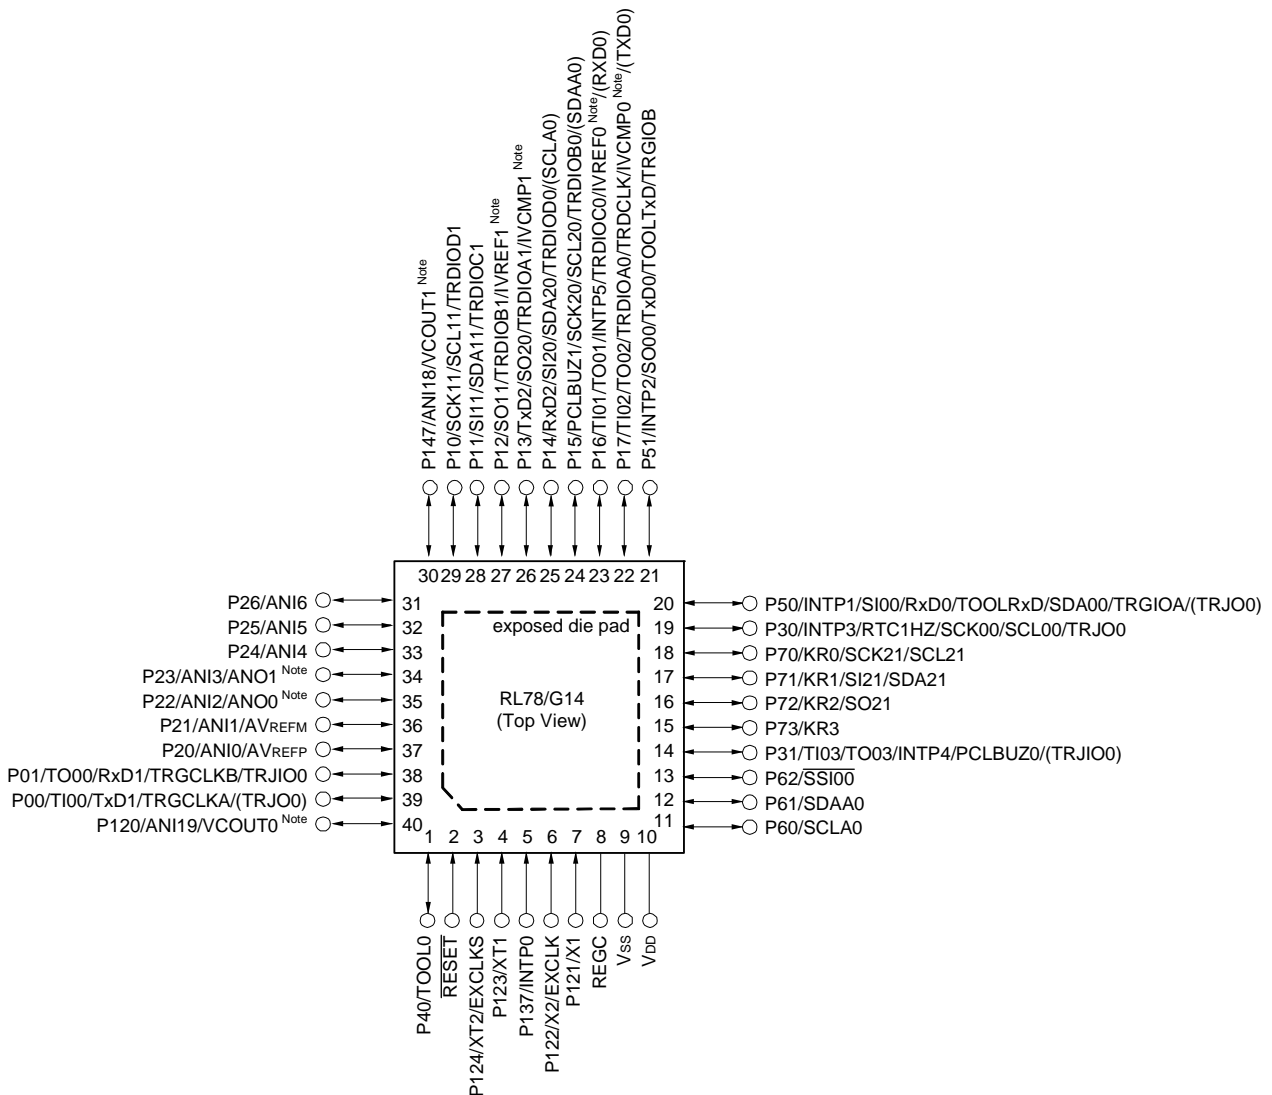 P147/ANI18/VCOUT1 Note
P10/SCK11/SCL11/TRDIOD1
P11/SI11/SDA11/TRDIOC1
P12/SO11/TRDIOB1/IVREF1 Note
P13/TxD2/SO20/TRDIOA1/IVCMP1 Note
P14/RxD2/SI20/SDA20/TRDIOD0/(SCLA0)
P15/PCLBUZ1/SCK20/SCL20/TRDIOB0/(SDAA0)
P16/TI01/TO01/INTP5/TRDIOC0/IVREF0 Note/(RXD0)
P17/TI02/TO02/TRDIOA0/TRDCLK/IVCMP0 Note/(TXD0)
P51/INTP2/SO00/TxD0/TOOLTxD/TRGIOB
30 29 28 27 26 25 24 23 22 21
P26/ANI6 31
P25/ANI5 32
P24/ANI4 33
P23/ANI3/ANO1 Note 34
P22/ANI2/ANO0 Note 35
P21/ANI1/AVREFM 36
P20/ANI0/AVREFP 37
P01/TO00/RxD1/TRGCLKB/TRJIO0 38
P00/TI00/TxD1/TRGCLKA/(TRJO0) 39
P120/ANI19/VCOUT0 Note 40
exposed die pad
RL78/G14
(Top View)
20 P50/INTP1/SI00/RxD0/TOOLRxD/SDA00/TRGIOA/(TRJO0)
19 P30/INTP3/RTC1HZ/SCK00/SCL00/TRJO0
18 P70/KR0/SCK21/SCL21
17 P71/KR1/SI21/SDA21
16 P72/KR2/SO21
15 P73/KR3
14 P31/TI03/TO03/INTP4/PCLBUZ0/(TRJIO0)
13 P62/SSI00
12 P61/SDAA0
11 P60/SCLA0
1 2 3 4 5 6 7 8 9 10
P40/TOOL0
RESET
P124/XT2/EXCLKS
P123/XT1
P137/INTP0
P122/X2/EXCLK
P121/X1
REGC
VSS
VDD